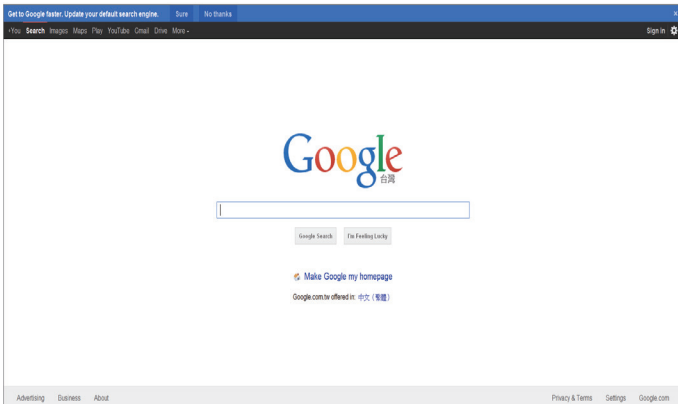 Get to Google faster. Update your default search engine. Sure No thanks x
+You Search Images Maps Play YouTube Gmail Drive More
Sign in
Google
台灣
Google Search I'm Feeling Lucky
Make Google my homepage
Google.com.tw offered in: 中文（繁體）
Advertising Business About Privacy & Terms Settings Google.com